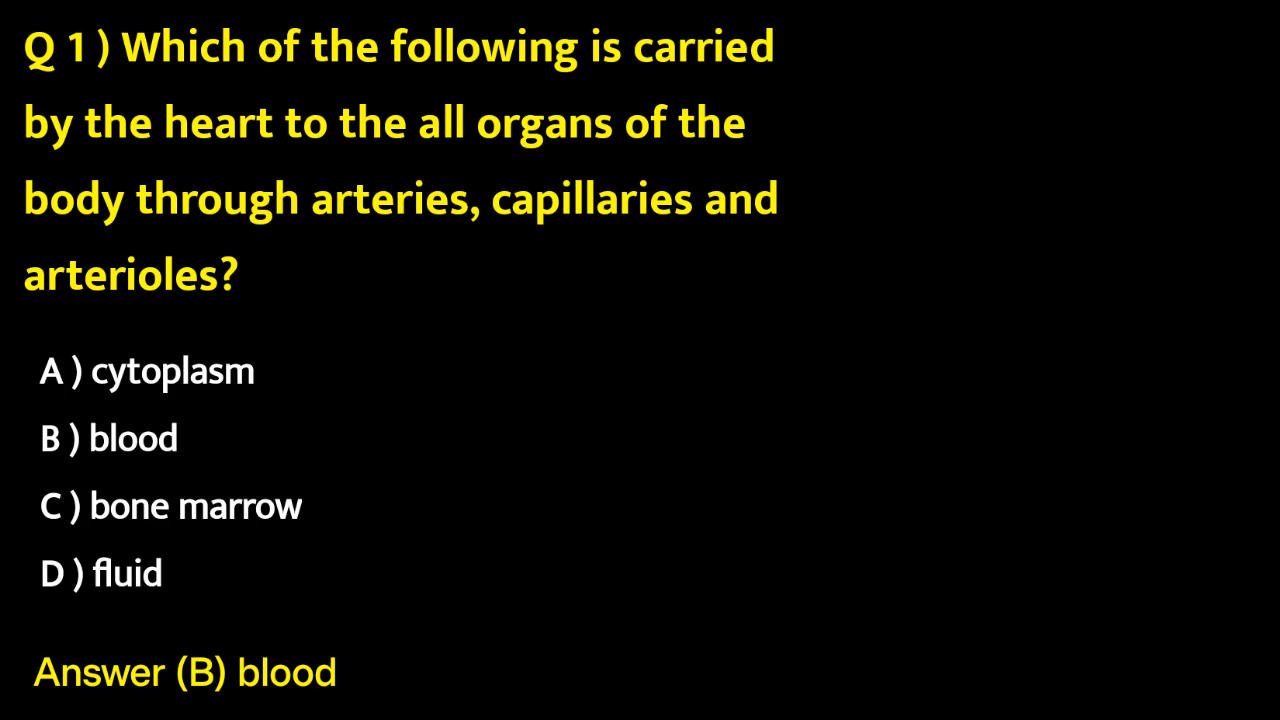 Q 1 ) Which of the following is carried
by the heart to the all organs of the
body through arteries, capillaries and
arterioles?
A ) cytoplasm
B ) blood
C ) bone marrow
D ) fluid
Answer (B) blood